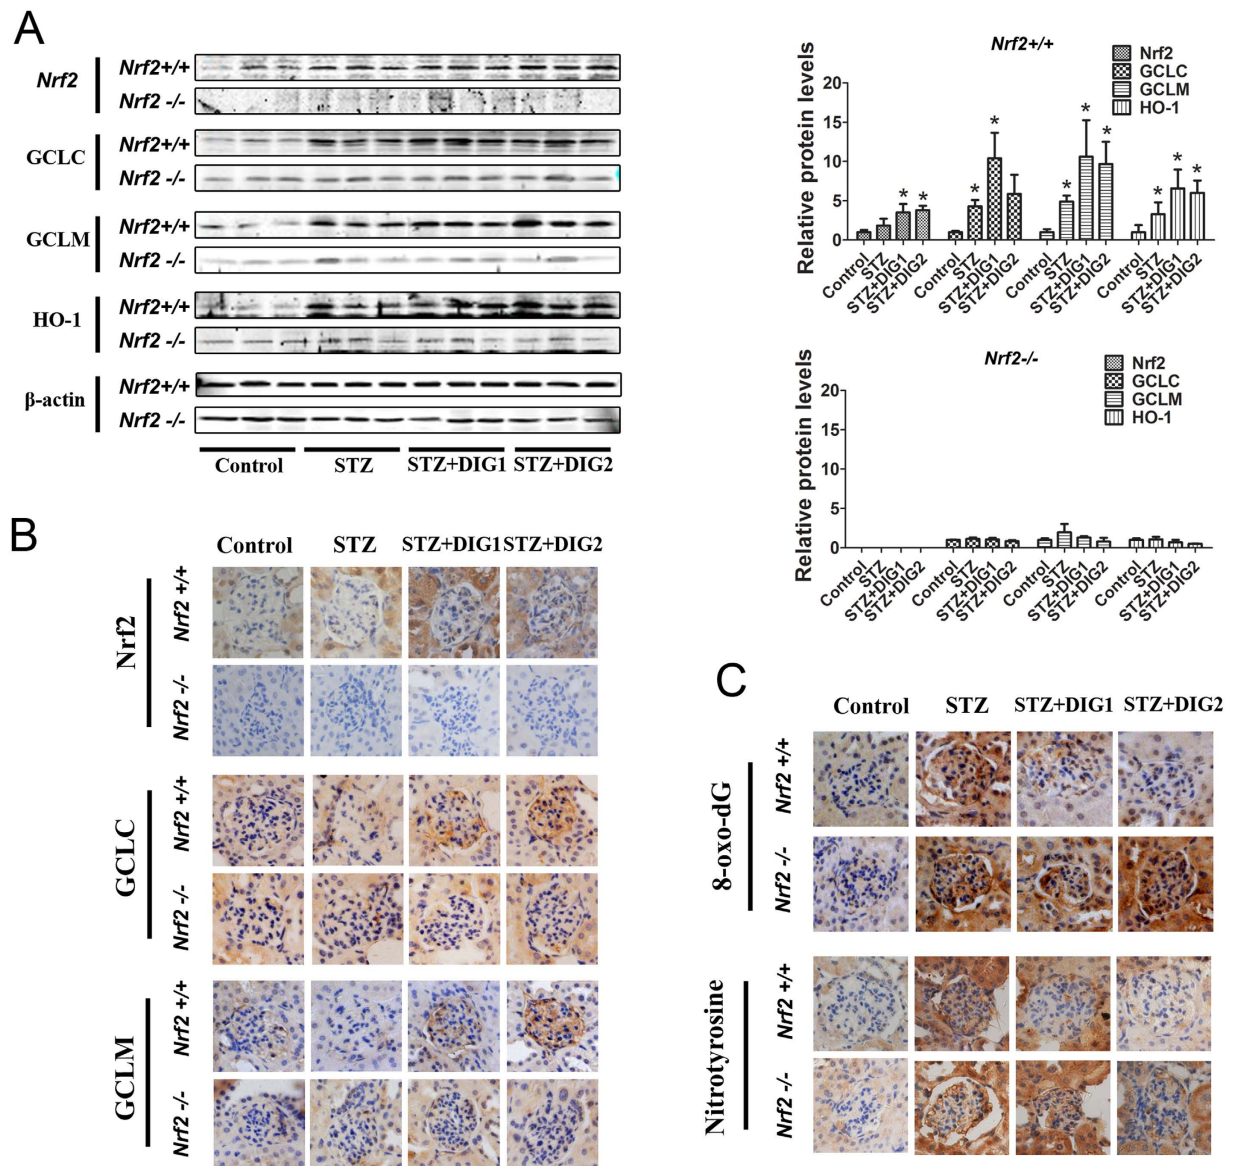 A
Nrf2
Nrf2+/+
Nrf2 -/-
GCLC
Nrf2+/+
Nrf2 -/-
GCLM
Nrf2+/+
Nrf2 -/-
HO-1
Nrf2+/+
Nrf2 -/-
β-actin
Nrf2+/+
Nrf2 -/-
Control STZ STZ+DIG1 STZ+DIG2
Nrf2+/+
Nrf2
GCLC
GCLM
HO-1
Relative protein levels
20
15
10
5
0
* * * * * * * * * *
Control STZ STZ+DIG1 STZ+DIG2 Control STZ STZ+DIG1 STZ+DIG2 Control STZ STZ+DIG1 STZ+DIG2 Control STZ STZ+DIG1 STZ+DIG2
Nrf2-/-
Nrf2
GCLC
GCLM
HO-1
Relative protein levels
20
15
10
5
0
Control STZ STZ+DIG1 STZ+DIG2 Control STZ STZ+DIG1 STZ+DIG2 Control STZ STZ+DIG1 STZ+DIG2 Control STZ STZ+DIG1 STZ+DIG2
B
Control STZ STZ+DIG1 STZ+DIG2
Nrf2
Nrf2 +/+
Nrf2 -/-
GCLC
Nrf2 +/+
Nrf2 -/-
GCLM
Nrf2 +/+
Nrf2 -/-
C
Control STZ STZ+DIG1 STZ+DIG2
8-oxo-dG
Nrf2 +/+
Nrf2 -/-
Nitrotyrosine
Nrf2 +/+
Nrf2 -/-